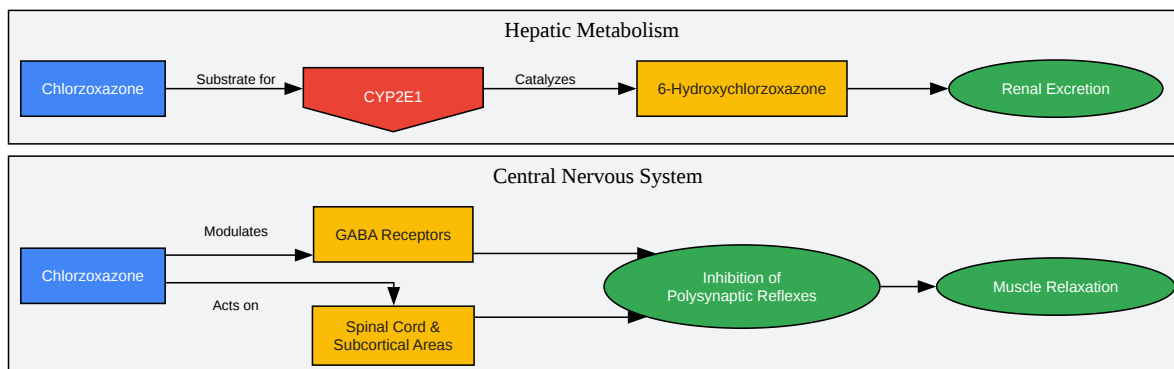 Hepatic Metabolism
Chlorzoxazone
Substrate for
CYP2E1
Catalyzes
6-Hydroxychlorzoxazone
Renal Excretion
Central Nervous System
Chlorzoxazone
Modulates
GABA Receptors
Acts on
Spinal Cord &
Subcortical Areas
Inhibition of
Polysynaptic Reflexes
Muscle Relaxation